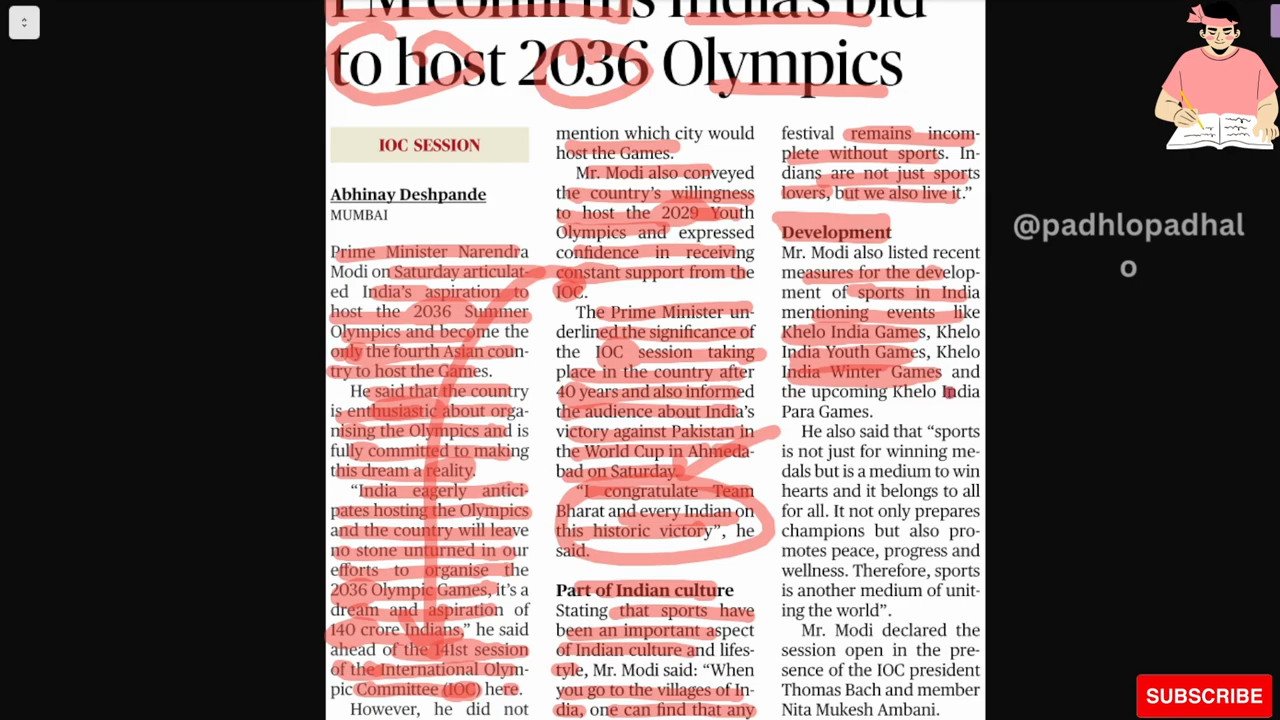 PM confirms India's bid
to host 2036 Olympics
IOC SESSION
Abhinay Deshpande
MUMBAI
Prime Minister Narendra
Modi on Saturday articulat-
ed India's aspiration to
host the 2036 Summer
Olympics and become the
only the fourth Asian coun-
try to host the Games.
He said that the country
is enthusiastic about orga-
nising the Olympics and is
fully committed to making
this dream a reality.
"India eagerly antici-
pates hosting the Olympics
and the country will leave
no stone unturned in our
efforts to organise the
2036 Olympic Games, it's a
dream and aspiration of
140 crore Indians," he said
ahead of the 141st session
of the International Olym-
pic Committee (IOC) here.
However, he did not
mention which city would
host the Games.
Mr. Modi also conveyed
the country's willingness
to host the 2029 Youth
Olympics and expressed
confidence in receiving
constant support from the
IOC.
The Prime Minister un-
derlined the significance of
the IOC session taking
place in the country after
40 years and also informed
the audience about India's
victory against Pakistan in
the World Cup in Ahmeda-
bad on Saturday.
"I congratulate Team
Bharat and every Indian on
this historic victory", he
said.
Part of Indian culture
Stating that sports have
been an important aspect
of Indian culture and lifes-
tyle, Mr. Modi said: "When
you go to the villages of In-
dia, one can find that any
festival remains incom-
plete without sports. In-
dians are not just sports
lovers, but we also live it."
Development
Mr. Modi also listed recent
measures for the develop-
ment of sports in India
mentioning events like
Khelo India Games, Khelo
India Youth Games, Khelo
India Winter Games and
the upcoming Khelo India
Para Games.
He also said that "sports
is not just for winning me-
dals but is a medium to win
hearts and it belongs to all
for all. It not only prepares
champions but also pro-
motes peace, progress and
wellness. Therefore, sports
is another medium of unit-
ing the world".
Mr. Modi declared the
session open in the pre-
sence of the IOC president
Thomas Bach and member
Nita Mukesh Ambani.
@padhlopadhal
o
SUBSCRIBE